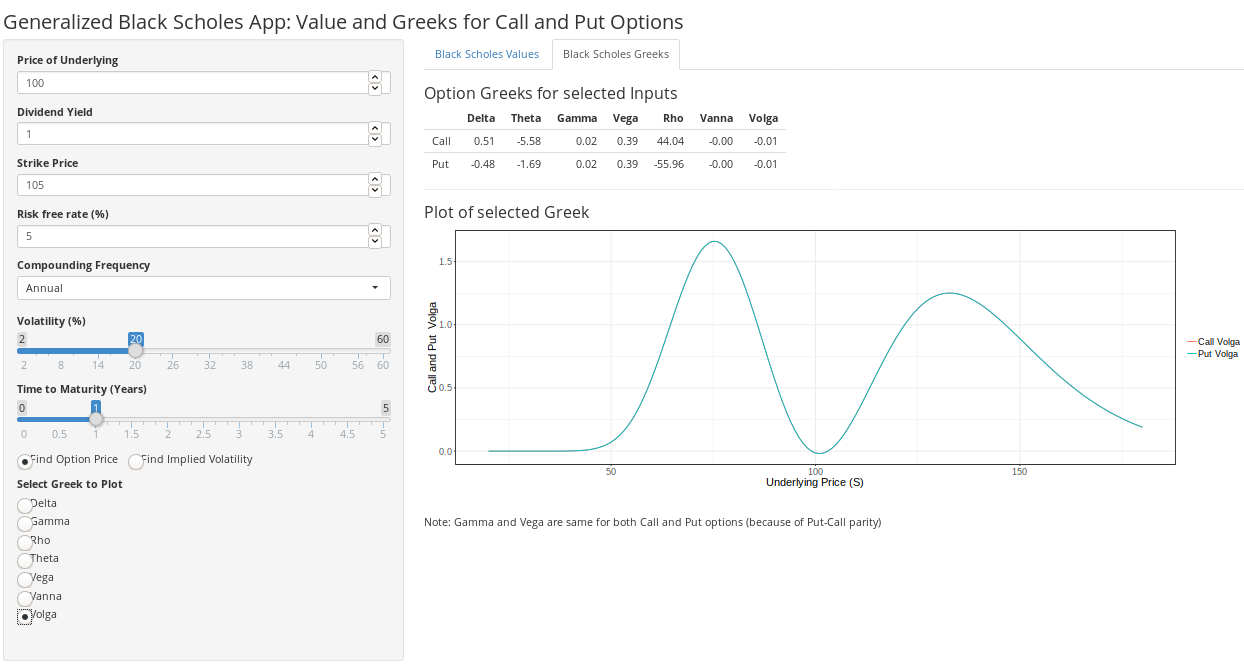 Generalized Black Scholes App: Value and Greeks for Call and Put Options
Price of Underlying
100
Dividend Yield
1
Strike Price
105
Risk free rate (%)
5
Compounding Frequency
Annual
Volatility (%)
2 20 60
2 8 14 20 26 32 38 44 50 56 60
Time to Maturity (Years)
0 1 5
0 0.5 1 1.5 2 2.5 3 3.5 4 4.5 5
Find Option Price Find Implied Volatility
Select Greek to Plot
Delta
Gamma
Rho
Theta
Vega
Vanna
Volga
Black Scholes Values Black Scholes Greeks
Option Greeks for selected Inputs
Delta Theta Gamma Vega Rho Vanna Volga
Call 0.51 -5.58 0.02 0.39 44.04 -0.00 -0.01
Put -0.48 -1.69 0.02 0.39 -55.96 -0.00 -0.01
Plot of selected Greek
Call and Put Volga
1.5
1.0
0.5
0.0
50 100 150
Underlying Price (S)
Call Volga
Put Volga
Note: Gamma and Vega are same for both Call and Put options (because of Put-Call parity)